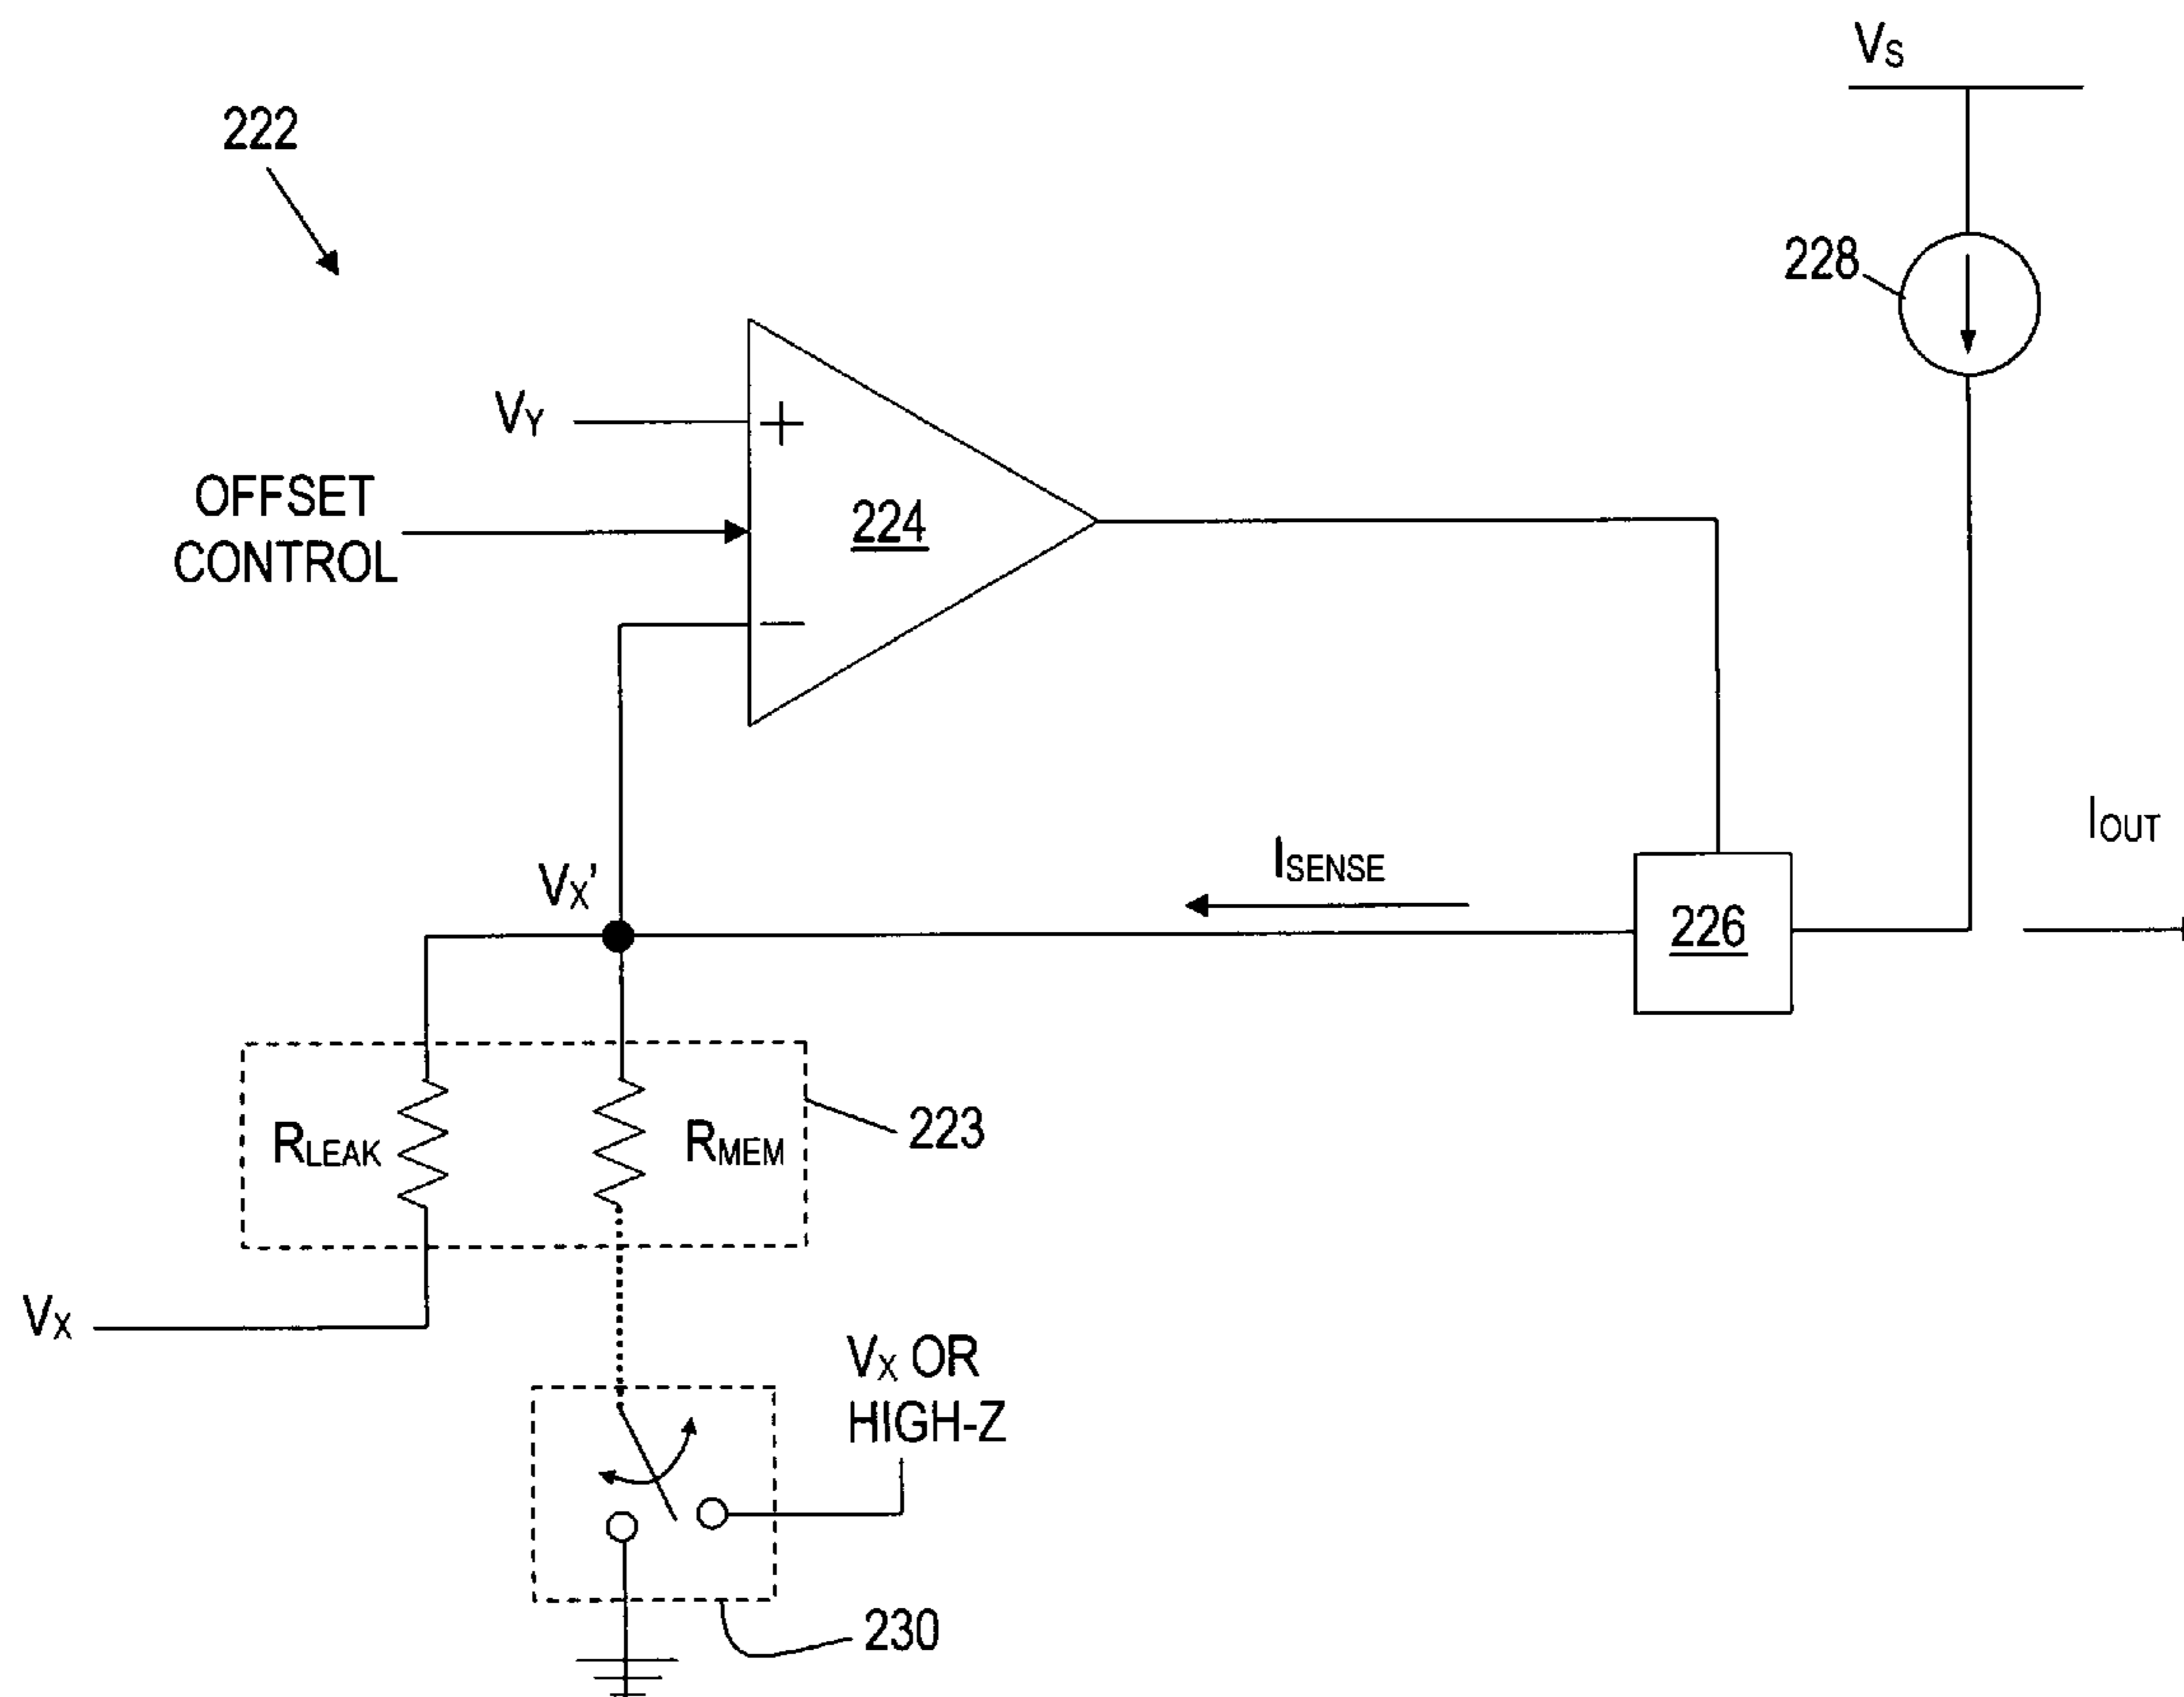 VS
222
228
VY
+
OFFSET
CONTROL
224
−
IOUT
ISENSE
VX'
226
RLEAK
RMEM
223
VX
VX OR
HIGH-Z
230